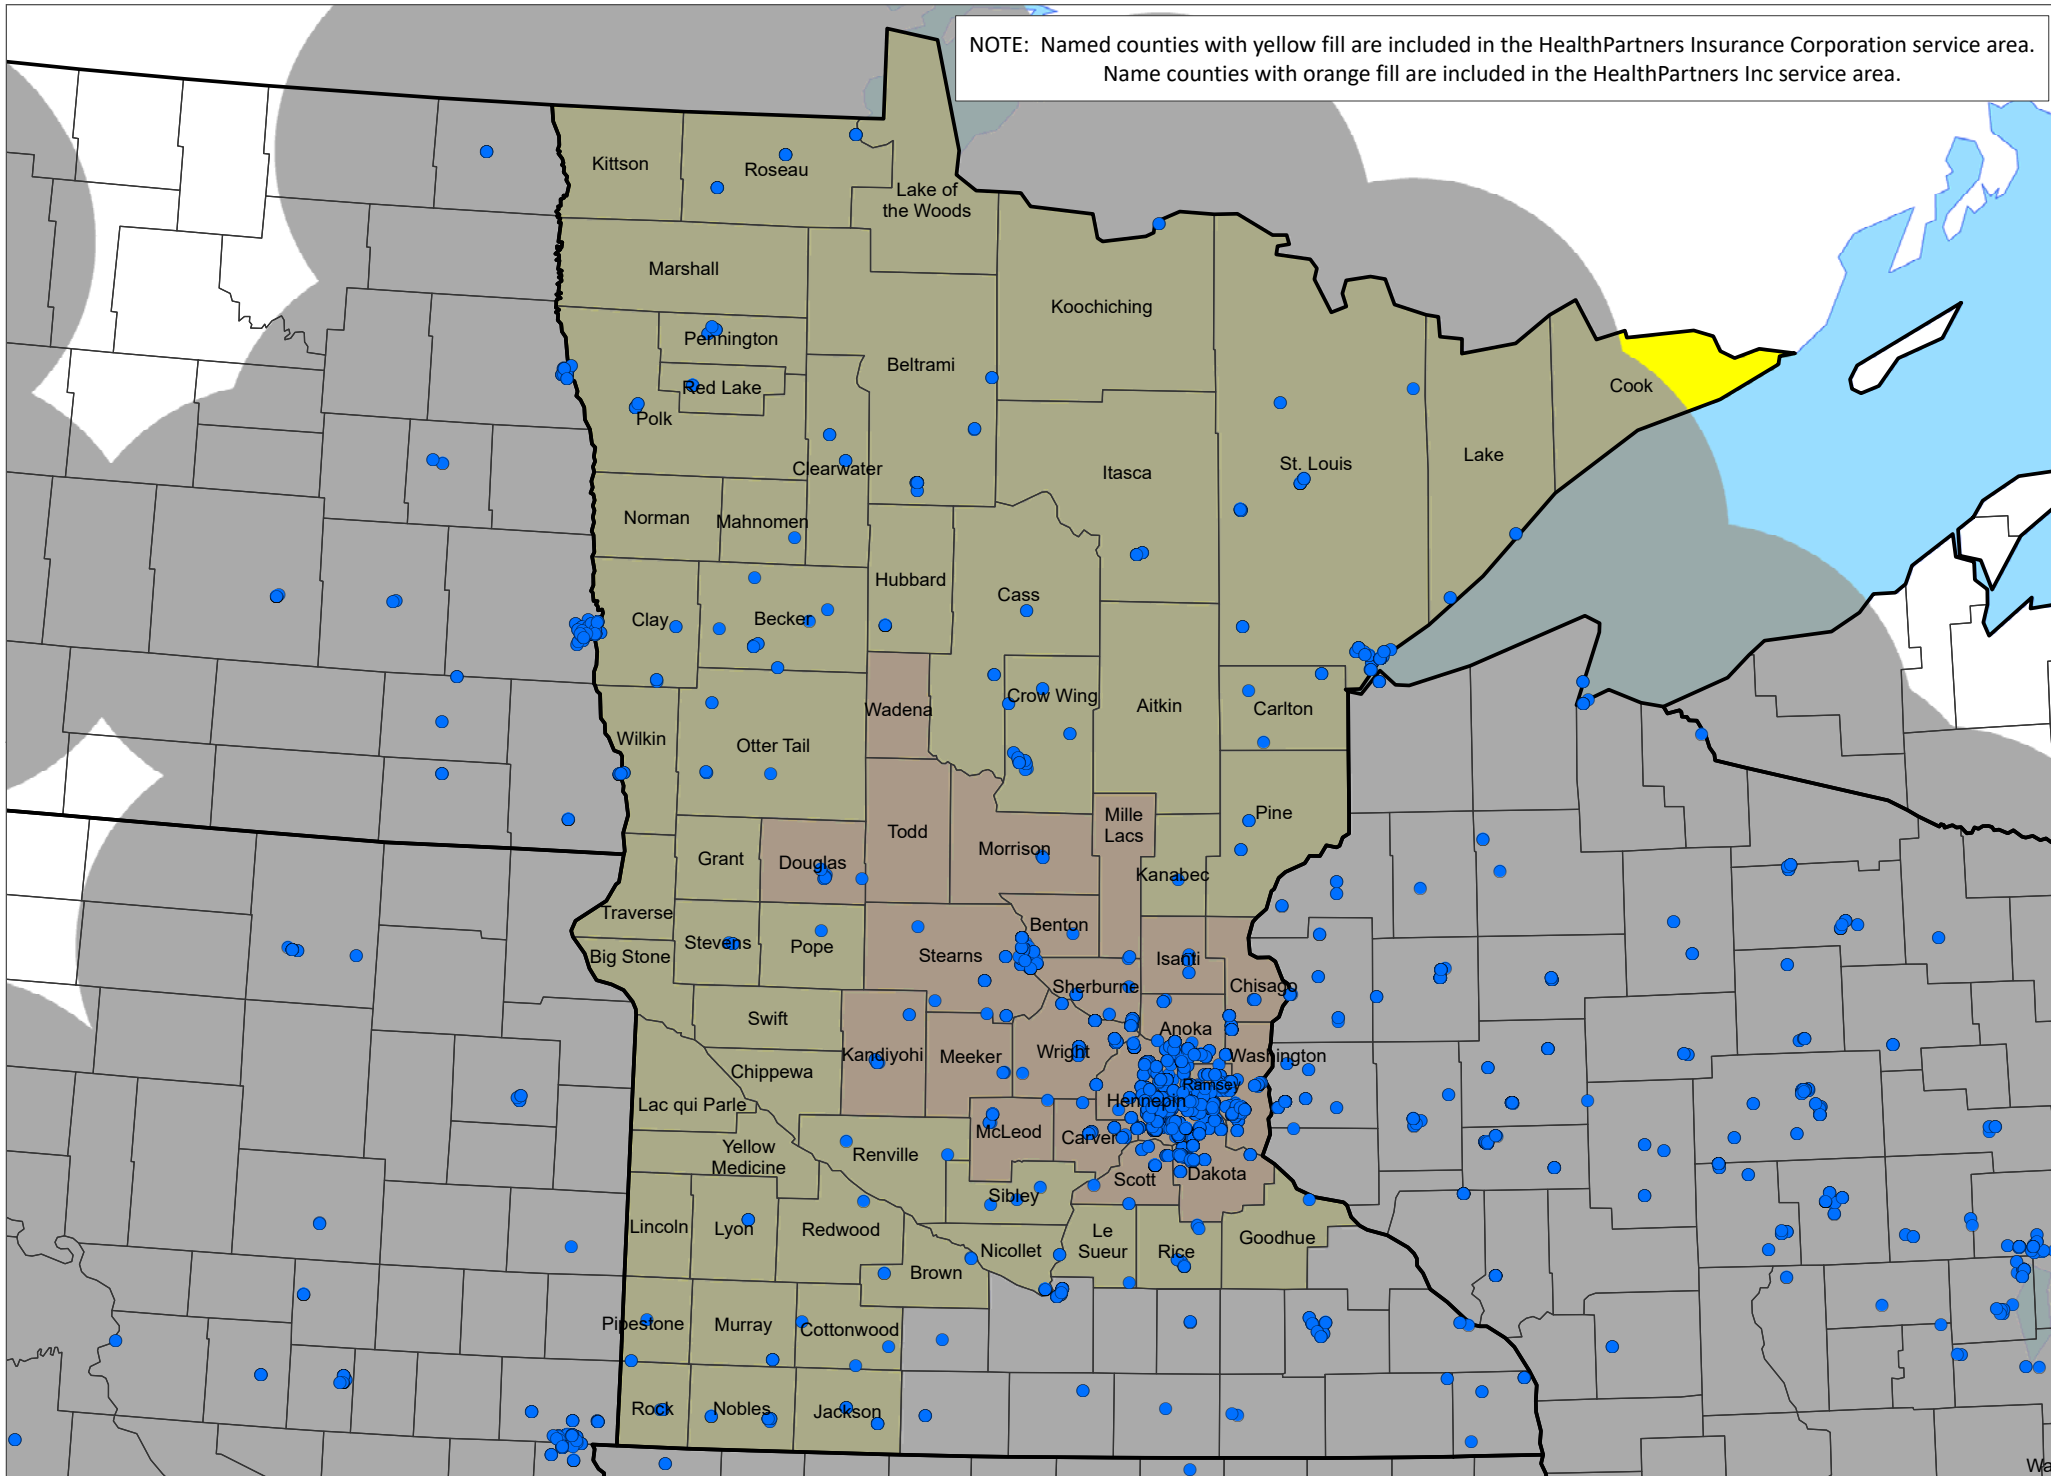 NOTE: Named counties with yellow fill are included in the HealthPartners Insurance Corporation service area.
Name counties with orange fill are included in the HealthPartners Inc service area.
Kittson
Roseau
Lake of
the Woods
Marshall
Koochiching
Pennington
Beltrami
Red Lake
Cook
Polk
Clearwater
Itasca
St. Louis
Lake
Norman
Mahnomen
Hubbard
Cass
Clay
Becker
Crow Wing
Wadena
Aitkin
Carlton
Wilkin
Otter Tail
Mille
Lacs
Pine
Todd
Morrison
Grant
Douglas
Kanabec
Traverse
Benton
Stevens
Pope
Stearns
Isanti
Big Stone
Sherburne
Chisago
Swift
Anoka
Kandiyohi
Meeker
Wright
Washington
Chippewa
Ramsey
Hennepin
Lac qui Parle
McLeod
Carver
Yellow
Medicine
Renville
Scott
Dakota
Sibley
Lincoln
Lyon
Redwood
Le
Sueur
Rice
Goodhue
Nicollet
Brown
Pipestone
Murray
Cottonwood
Rock
Nobles
Jackson
Wa